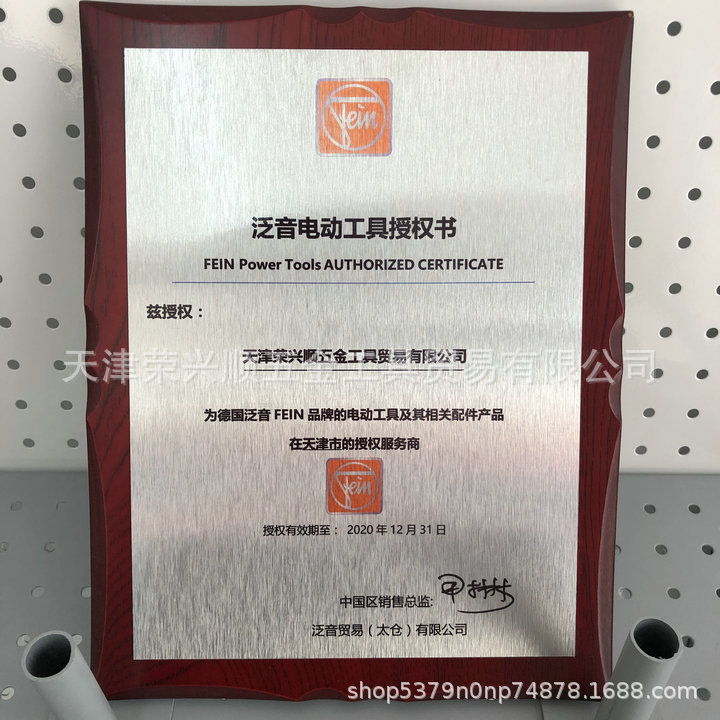 fein
泛音电动工具授权书
FEIN Power Tools AUTHORIZED CERTIFICATE
兹授权：
天津荣兴顺五金工具贸易有限公司
天津荣兴顺五金工具贸易有限公司
为德国泛音 FEIN 品牌的电动工具及其相关配件产品
在天津市的授权服务商
fein
授权有效期至： 2020 年 12 月 31 日
中国区销售总监:
泛音贸易（太仓）有限公司
shop5379n0np74878.1688.com